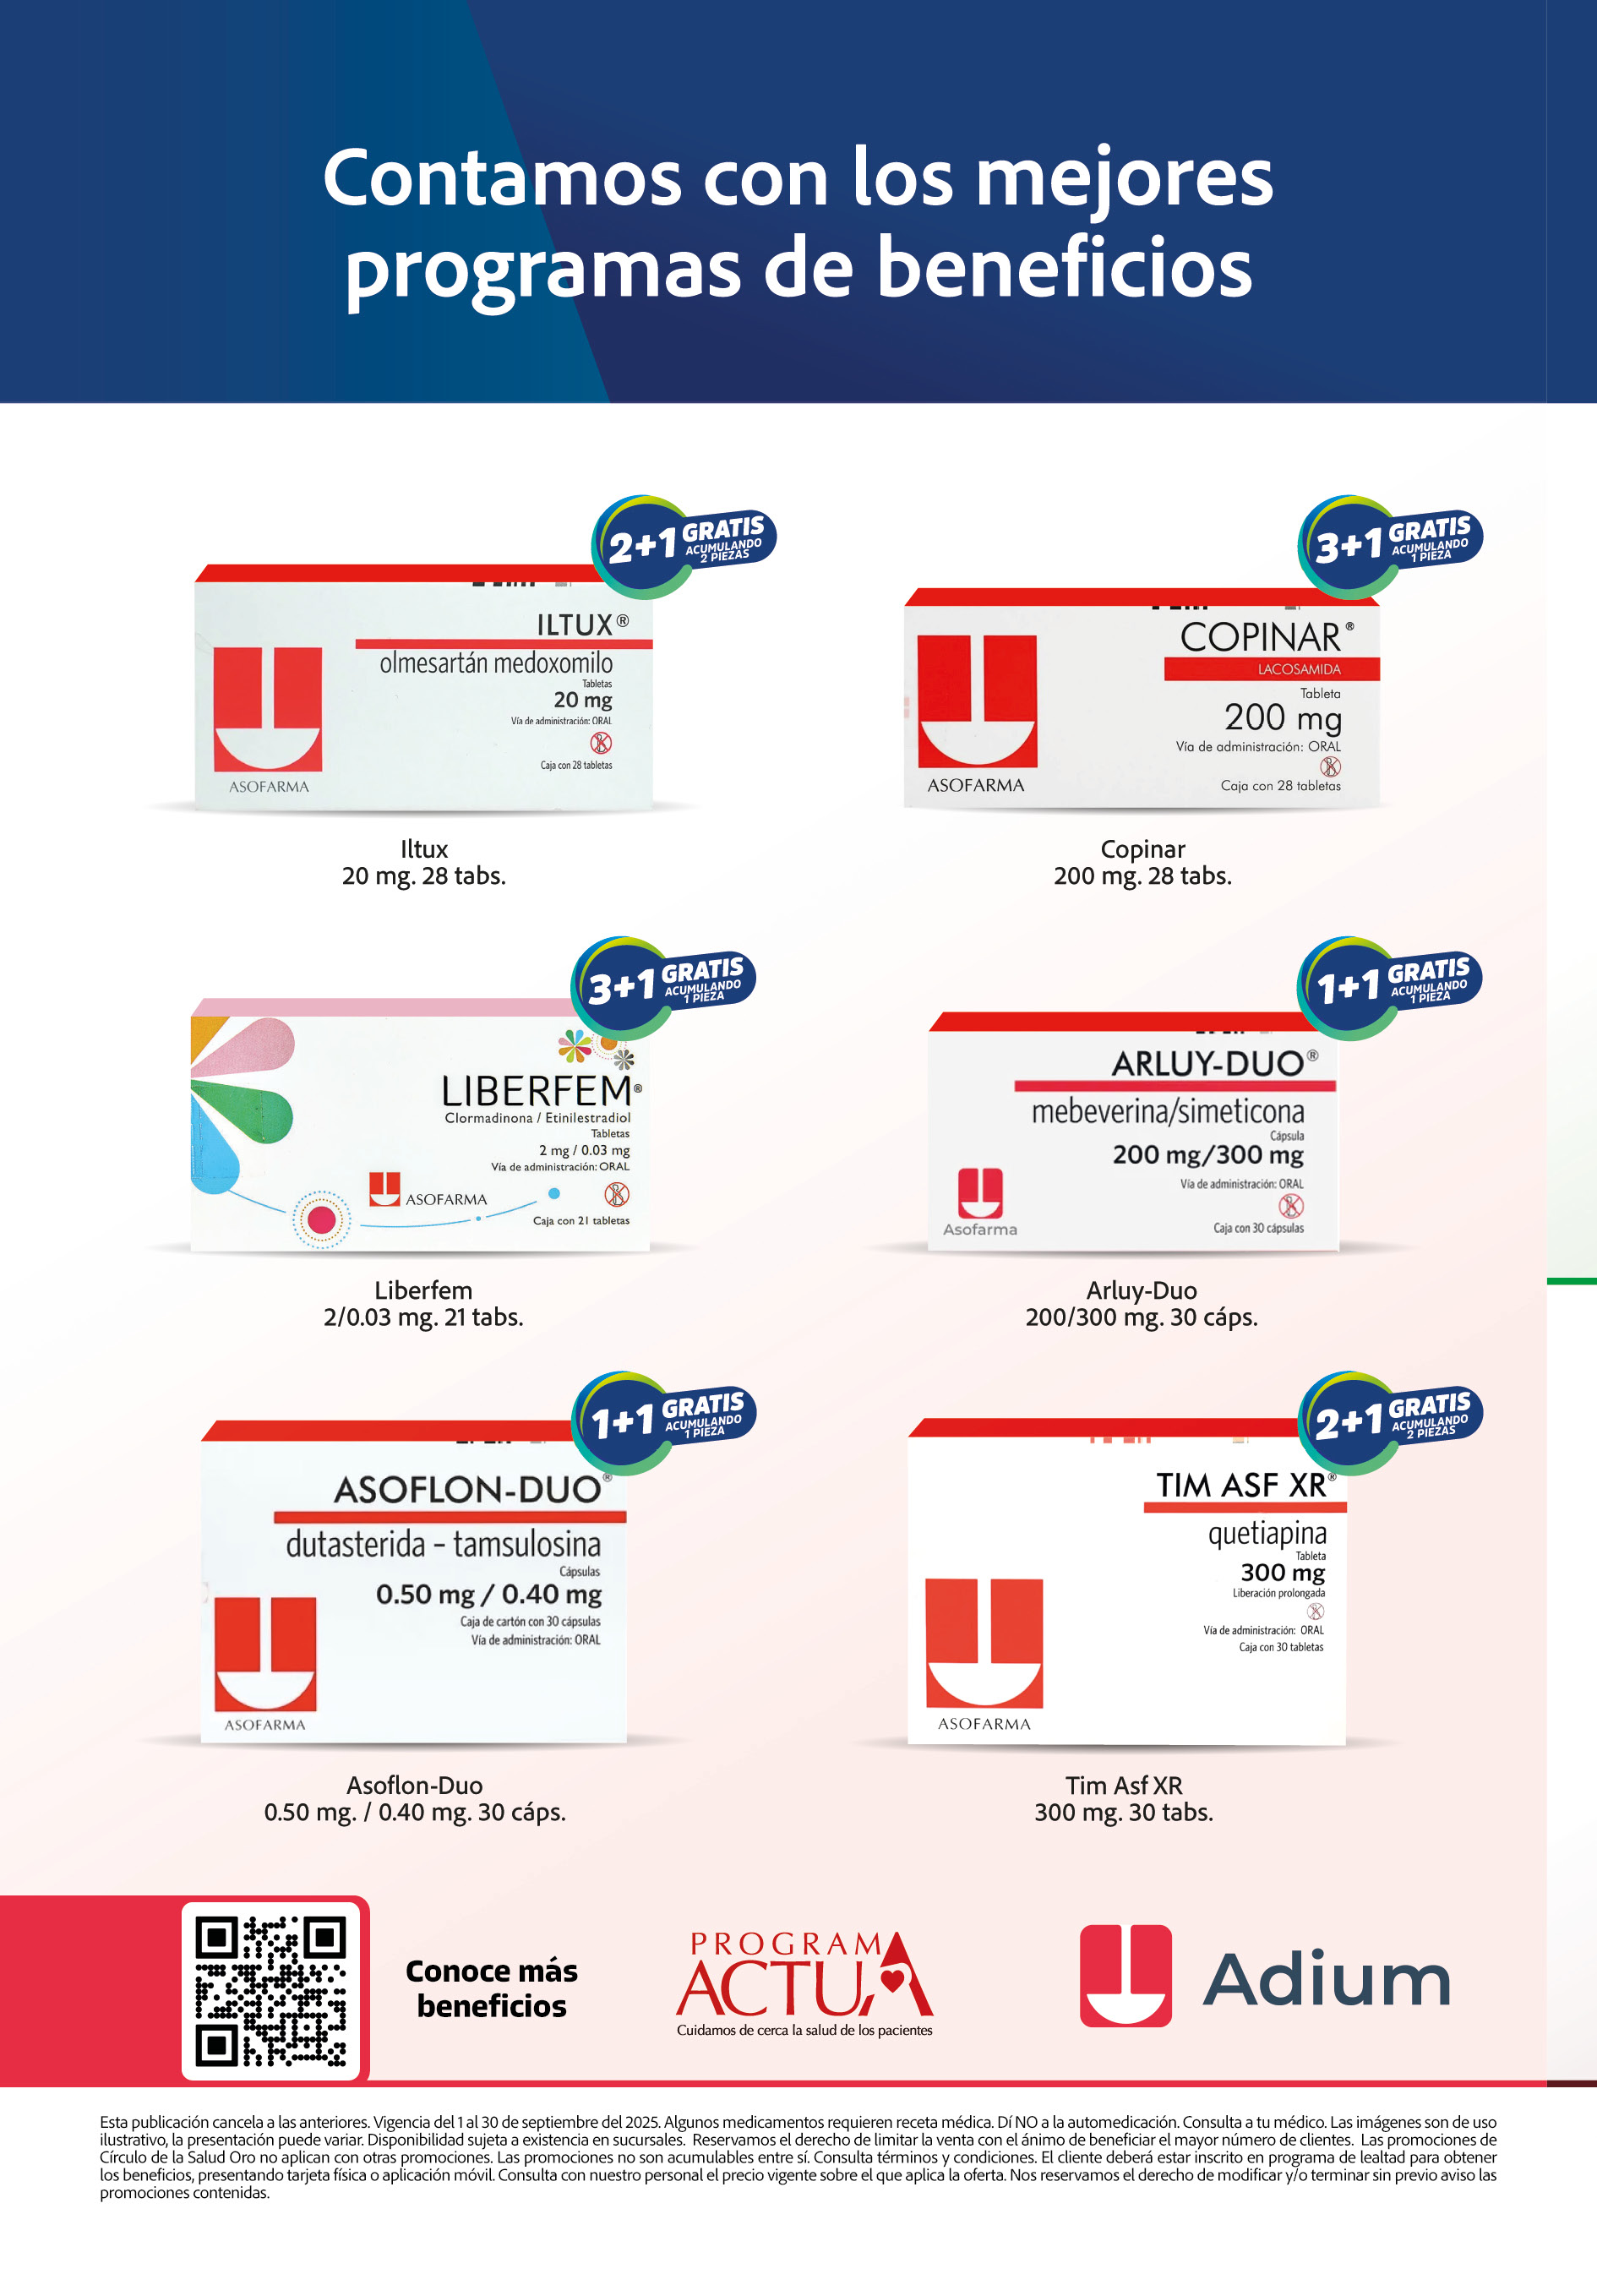 Contamos con los mejores
programas de beneficios
2+1 GRATIS
ACUMULANDO
2 PIEZAS
ILTUX®
olmesartán medoxomilo
Tabletas
20 mg
Vía de administración: ORAL
Caja con 28 tabletas
ASOFARMA
Iltux
20 mg. 28 tabs.
3+1 GRATIS
ACUMULANDO
1 PIEZA
COPINAR®
LACOSAMIDA
Tableta
200 mg
Vía de administración: ORAL
Caja con 28 tabletas
ASOFARMA
Copinar
200 mg. 28 tabs.
3+1 GRATIS
ACUMULANDO
1 PIEZA
LIBERFEM®
Clormadinona / Etinilestradiol
Tabletas
2 mg / 0.03 mg
Vía de administración: ORAL
ASOFARMA
Caja con 21 tabletas
Liberfem
2/0.03 mg. 21 tabs.
1+1 GRATIS
ACUMULANDO
1 PIEZA
ARLUY-DUO®
mebeverina/simeticona
Cápsula
200 mg/300 mg
Vía de administración: ORAL
Asofarma
Caja con 30 cápsulas
Arluy-Duo
200/300 mg. 30 cáps.
1+1 GRATIS
ACUMULANDO
1 PIEZA
ASOFLON-DUO®
dutasterida - tamsulosina
Cápsulas
0.50 mg / 0.40 mg
Caja de cartón con 30 cápsulas
Vía de administración: ORAL
ASOFARMA
Asoflon-Duo
0.50 mg. / 0.40 mg. 30 cáps.
2+1 GRATIS
ACUMULANDO
2 PIEZAS
TIM ASF XR®
quetiapina
Tableta
300 mg
Liberación prolongada
Vía de administración: ORAL
Caja con 30 tabletas
ASOFARMA
Tim Asf XR
300 mg. 30 tabs.
Conoce más
beneficios
PROGRAMA
ACTUA
Cuidamos de cerca la salud de los pacientes
Adium
Esta publicación cancela a las anteriores. Vigencia del 1 al 30 de septiembre del 2025. Algunos medicamentos requieren receta médica. Dí NO a la automedicación. Consulta a tu médico. Las imágenes son de uso
ilustrativo, la presentación puede variar. Disponibilidad sujeta a existencia en sucursales. Reservamos el derecho de limitar la venta con el ánimo de beneficiar el mayor número de clientes. Las promociones de
Círculo de la Salud Oro no aplican con otras promociones. Las promociones no son acumulables entre sí. Consulta términos y condiciones. El cliente deberá estar inscrito en programa de lealtad para obtener
los beneficios, presentando tarjeta física o aplicación móvil. Consulta con nuestro personal el precio vigente sobre el que aplica la oferta. Nos reservamos el derecho de modificar y/o terminar sin previo aviso las
promociones contenidas.